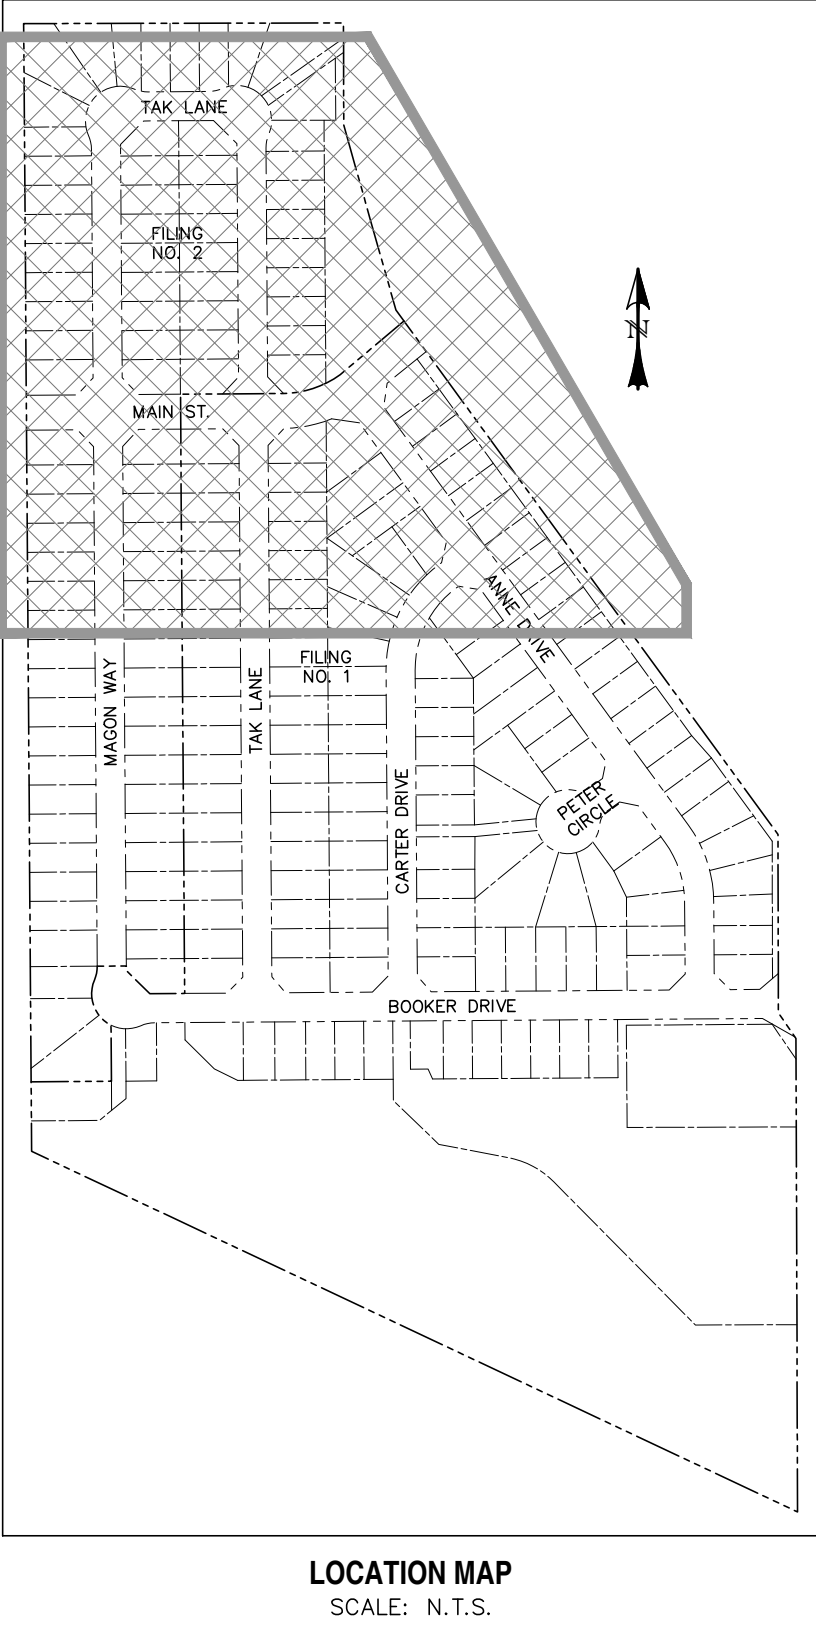 TAK LANE
FILING
NO. 2
N
MAIN ST.
ANNE DRIVE
FILING
NO. 1
MAGON WAY
TAK LANE
CARTER DRIVE
PETER
CIRCLE
BOOKER DRIVE
LOCATION MAP
SCALE: N.T.S.